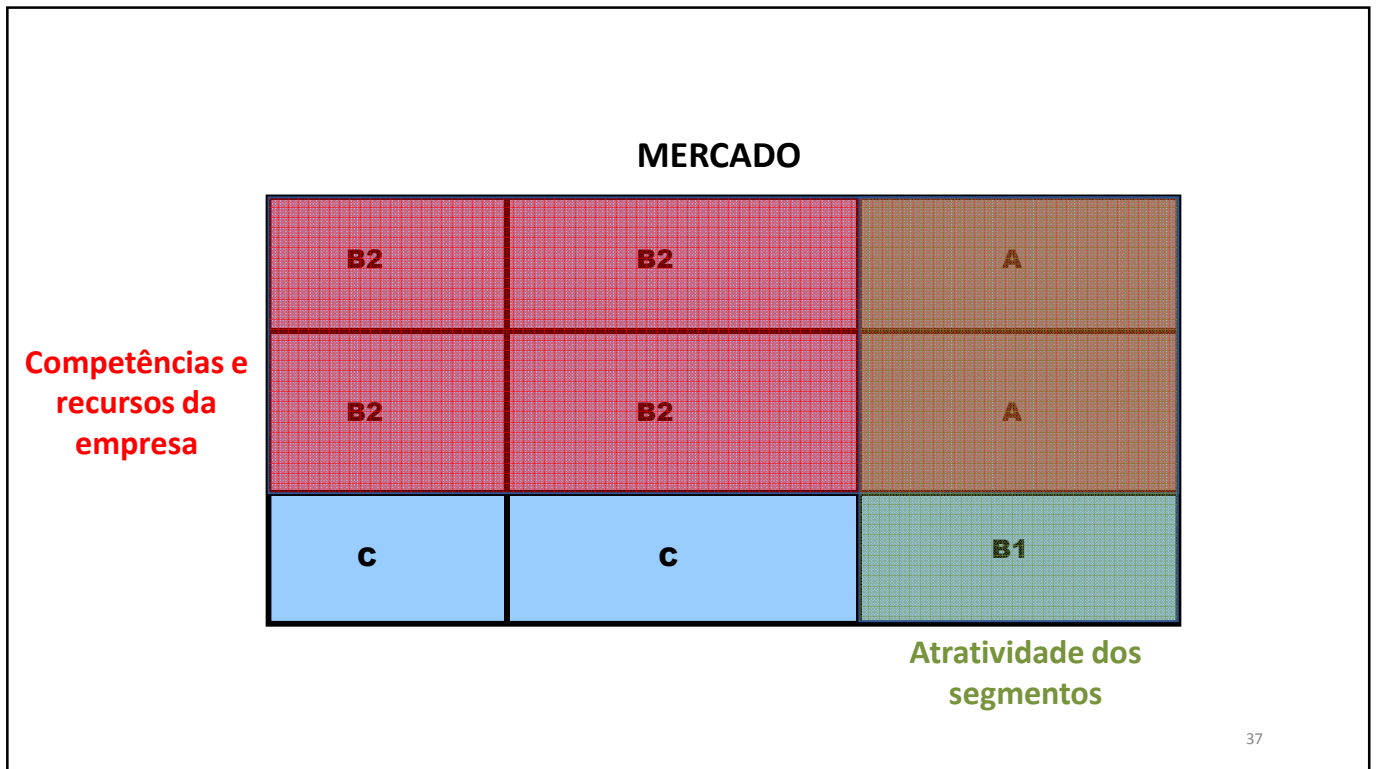 MERCADO
B2 B2 A
Competências e
recursos da
empresa
B2 B2 A
C C B1
Atratividade dos
segmentos
37